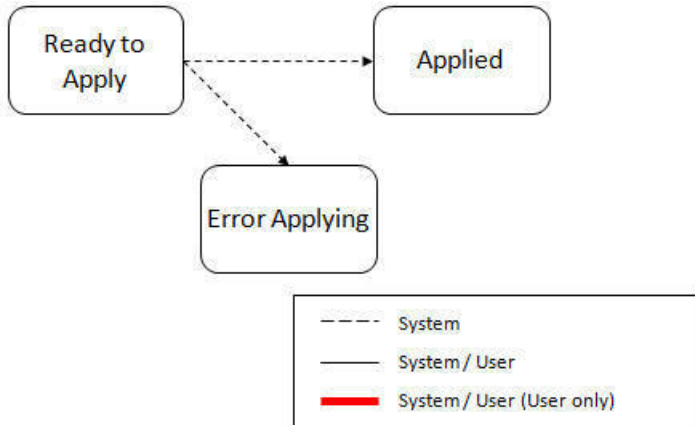 Ready to
Apply
Applied
Error Applying
System
System / User
System / User (User only)